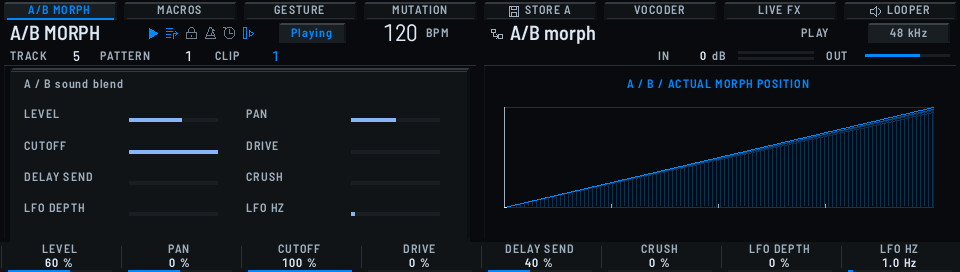 A/B MORPH MACROS GESTURE MUTATION STORE A VOCODER LIVE FX LOOPER
A/B MORPH Playing 120 BPM A/B morph PLAY 48 kHz
TRACK 5 PATTERN 1 CLIP 1 IN 0 dB OUT
A / B sound blend A / B / ACTUAL MORPH POSITION
LEVEL PAN
CUTOFF DRIVE
DELAY SEND CRUSH
LFO DEPTH LFO HZ
LEVEL PAN CUTOFF DRIVE DELAY SEND CRUSH LFO DEPTH LFO HZ
60 % 0 % 100 % 0 % 40 % 0 % 0 % 1.0 Hz